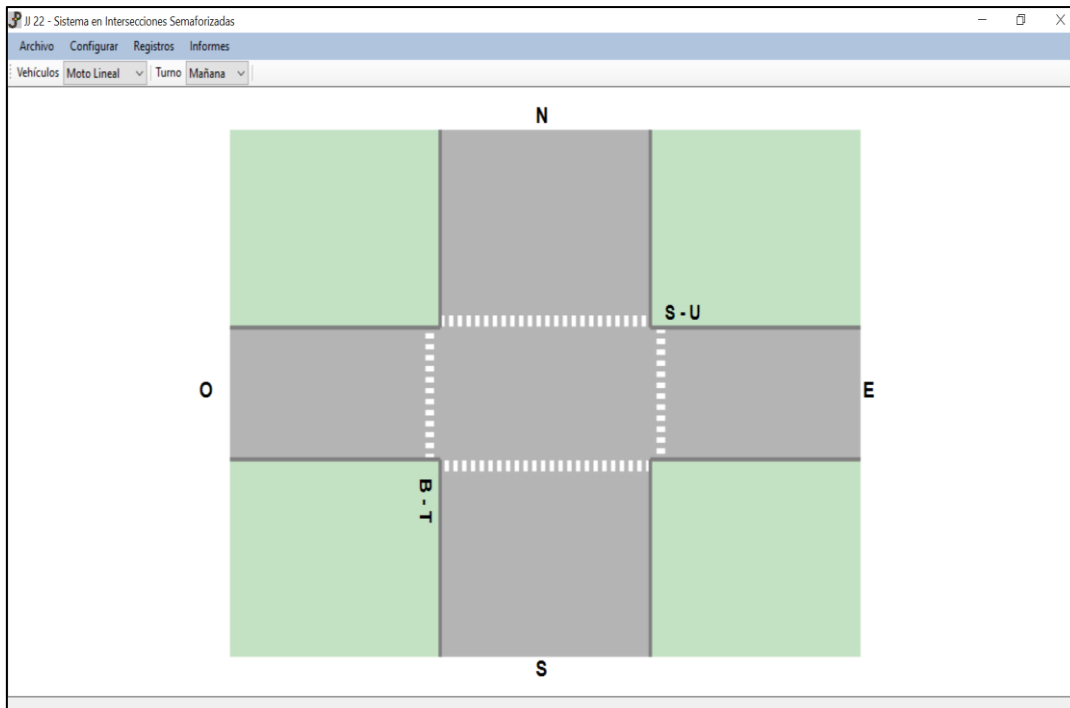 JJ 22 - Sistema en Intersecciones Semaforizadas
Archivo Configurar Registros Informes
Vehículos Moto Lineal Turno Mañana
N
S - U
O
E
B - T
S